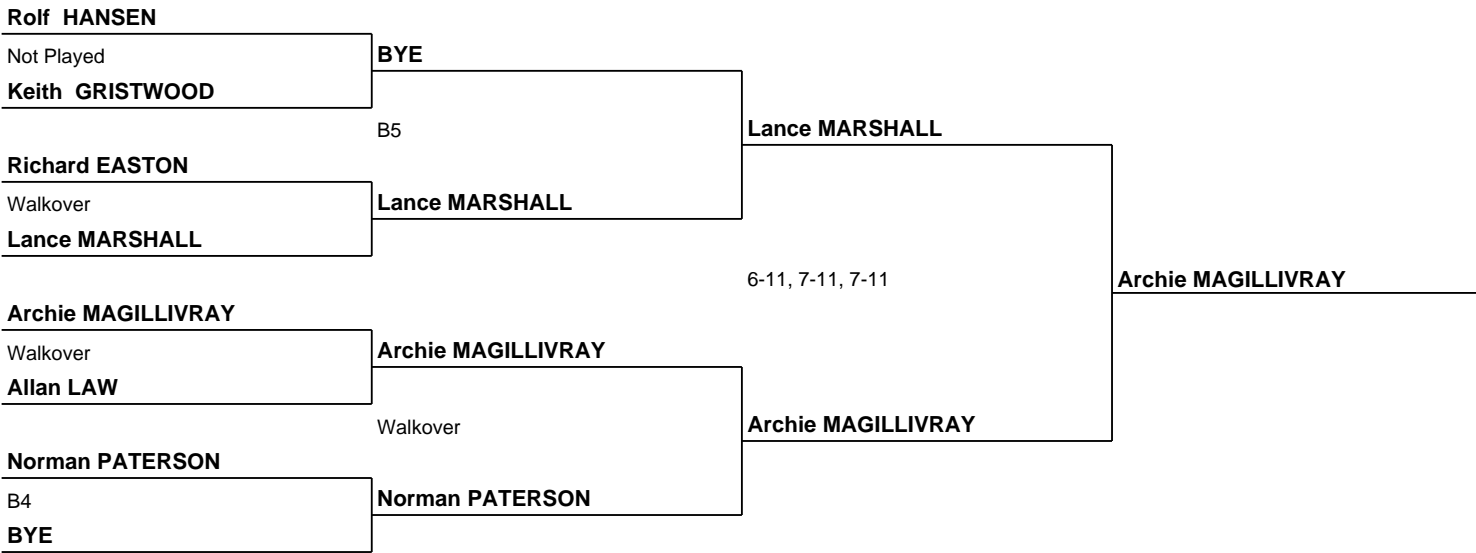 Rolf  HANSEN
Not Played
BYE
Keith  GRISTWOOD
B5
Lance MARSHALL
Richard EASTON
Walkover
Lance MARSHALL
Lance MARSHALL
6-11, 7-11, 7-11
Archie MAGILLIVRAY
Archie MAGILLIVRAY
Walkover
Archie MAGILLIVRAY
Allan LAW
Walkover
Archie MAGILLIVRAY
Norman PATERSON
B4
Norman PATERSON
BYE